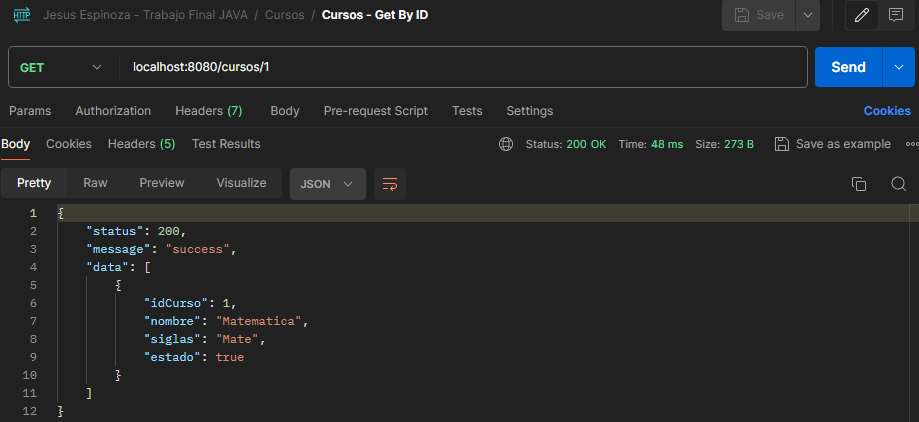 HTTP Jesus Espinoza - Trabajo Final JAVA / Cursos / Cursos - Get By ID Save
GET localhost:8080/cursos/1 Send
Params Authorization Headers (7) Body Pre-request Script Tests Settings Cookies
Body Cookies Headers (5) Test Results Status: 200 OK Time: 48 ms Size: 273 B Save as example
Pretty Raw Preview Visualize JSON
1 {
2 "status": 200,
3 "message": "success",
4 "data": [
5 {
6 "idCurso": 1,
7 "nombre": "Matematica",
8 "siglas": "Mate",
9 "estado": true
10 }
11 ]
12 }